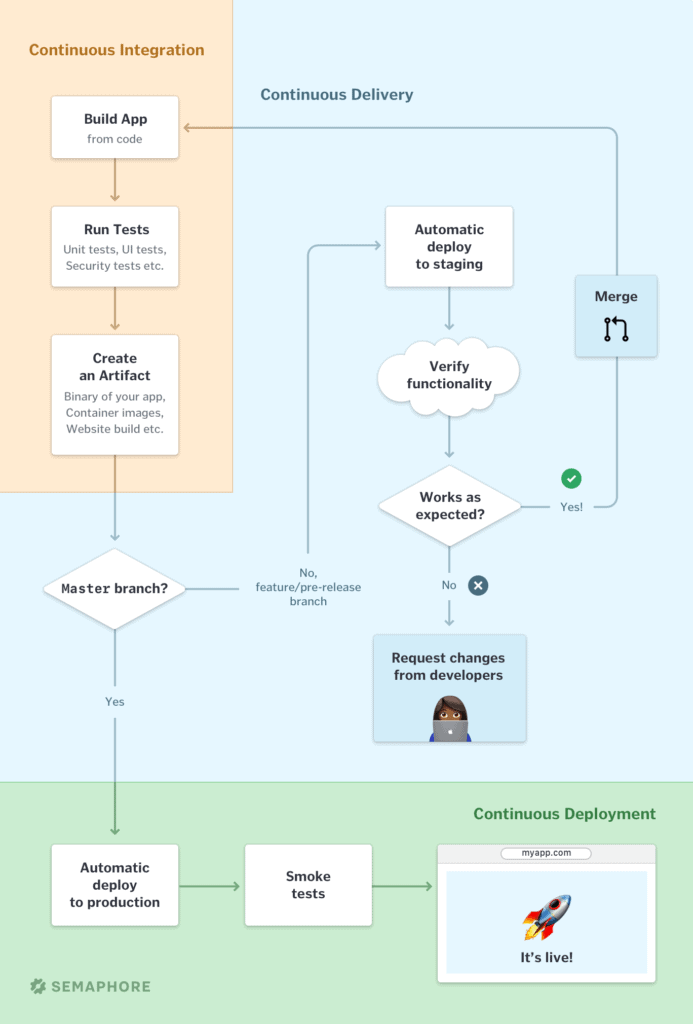 Continuous Integration
Continuous Delivery
Build App
from code
Run Tests
Unit tests, UI tests,
Security tests etc.
Create
an Artifact
Binary of your app,
Container images,
Website build etc.
Master branch?
No,
feature/pre-release
branch
Yes
Automatic
deploy
to staging
Verify
functionality
Works as
expected?
Yes!
Merge
No
Request changes
from developers
Continuous Deployment
Automatic
deploy
to production
Smoke
tests
myapp.com
It's live!
SEMAPHORE